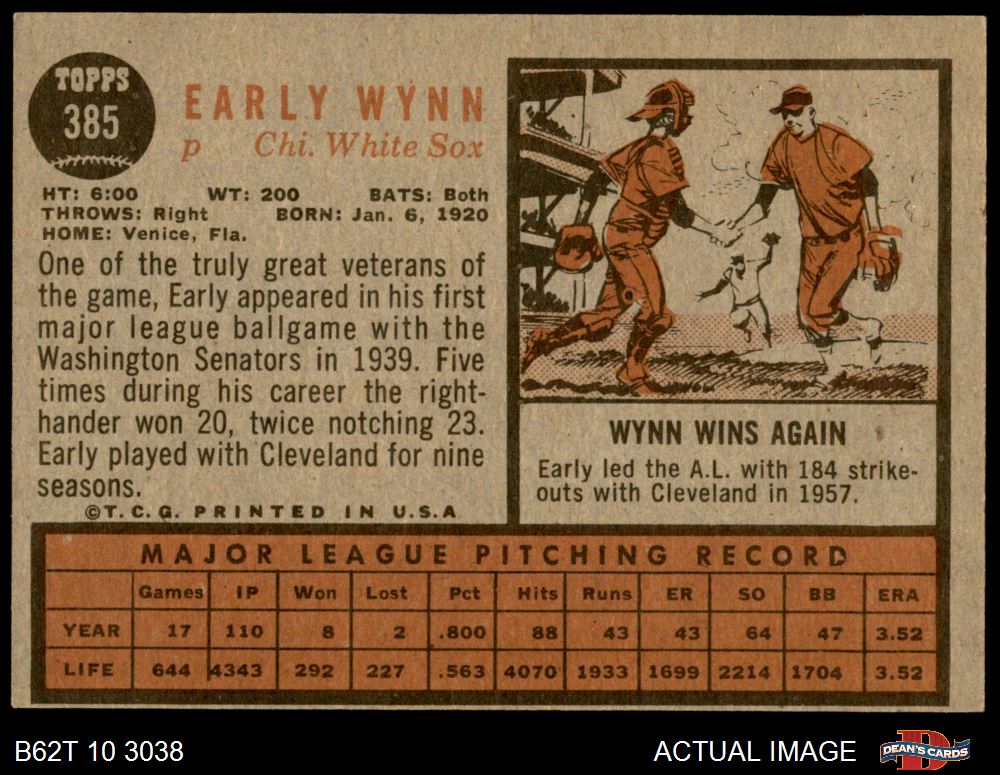 TOPPS
385
EARLY WYNN
p Chi. White Sox
HT: 6:00 WT: 200 BATS: Both
THROWS: Right BORN: Jan. 6, 1920
HOME: Venice, Fla.
One of the truly great veterans of
the game, Early appeared in his first
major league ballgame with the
Washington Senators in 1939. Five
times during his career the right-
hander won 20, twice notching 23.
Early played with Cleveland for nine
seasons.
©T.C.G. PRINTED IN U.S.A
WYNN WINS AGAIN
Early led the A.L. with 184 strike-
outs with Cleveland in 1957.
MAJOR LEAGUE PITCHING RECORD
Games IP Won Lost Pct Hits Runs ER SO BB ERA
YEAR 17 110 8 2 .800 88 43 43 64 47 3.52
LIFE 644 4343 292 227 .563 4070 1933 1699 2214 1704 3.52
B62T 10 3038 ACTUAL IMAGE DEAN'S CARDS